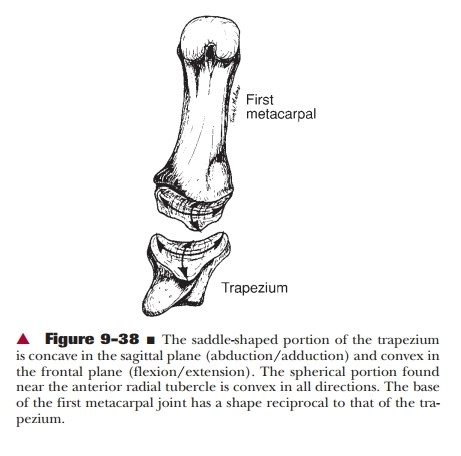 First
metacarpal
Trapezium
▲ Figure 9-38 ■ The saddle-shaped portion of the trapezium
is concave in the sagittal plane (abduction/adduction) and convex in
the frontal plane (flexion/extension). The spherical portion found
near the anterior radial tubercle is convex in all directions. The base
of the first metacarpal joint has a shape reciprocal to that of the tra-
pezium.